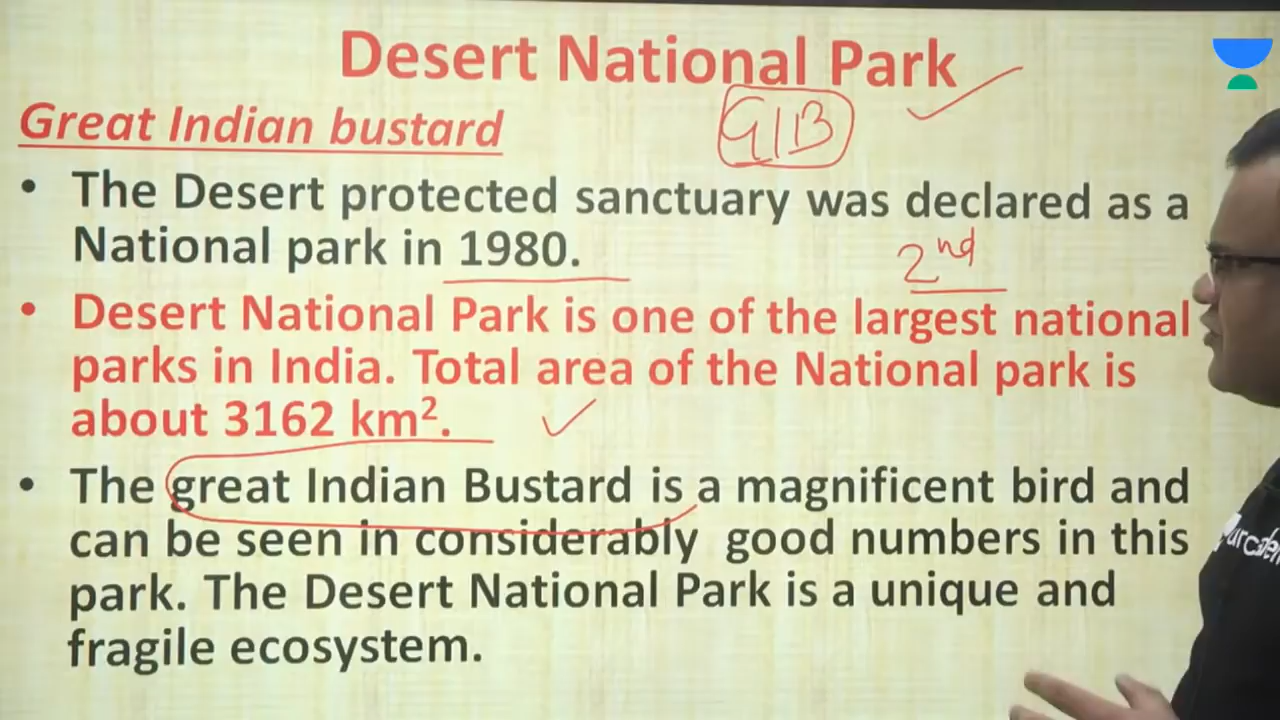 Desert National Park
GIB
Great Indian bustard
• The Desert protected sanctuary was declared as a
National park in 1980.
2nd
• Desert National Park is one of the largest national
parks in India. Total area of the National park is
about 3162 km².
• The great Indian Bustard is a magnificent bird and
can be seen in considerably good numbers in this
park. The Desert National Park is a unique and
fragile ecosystem.